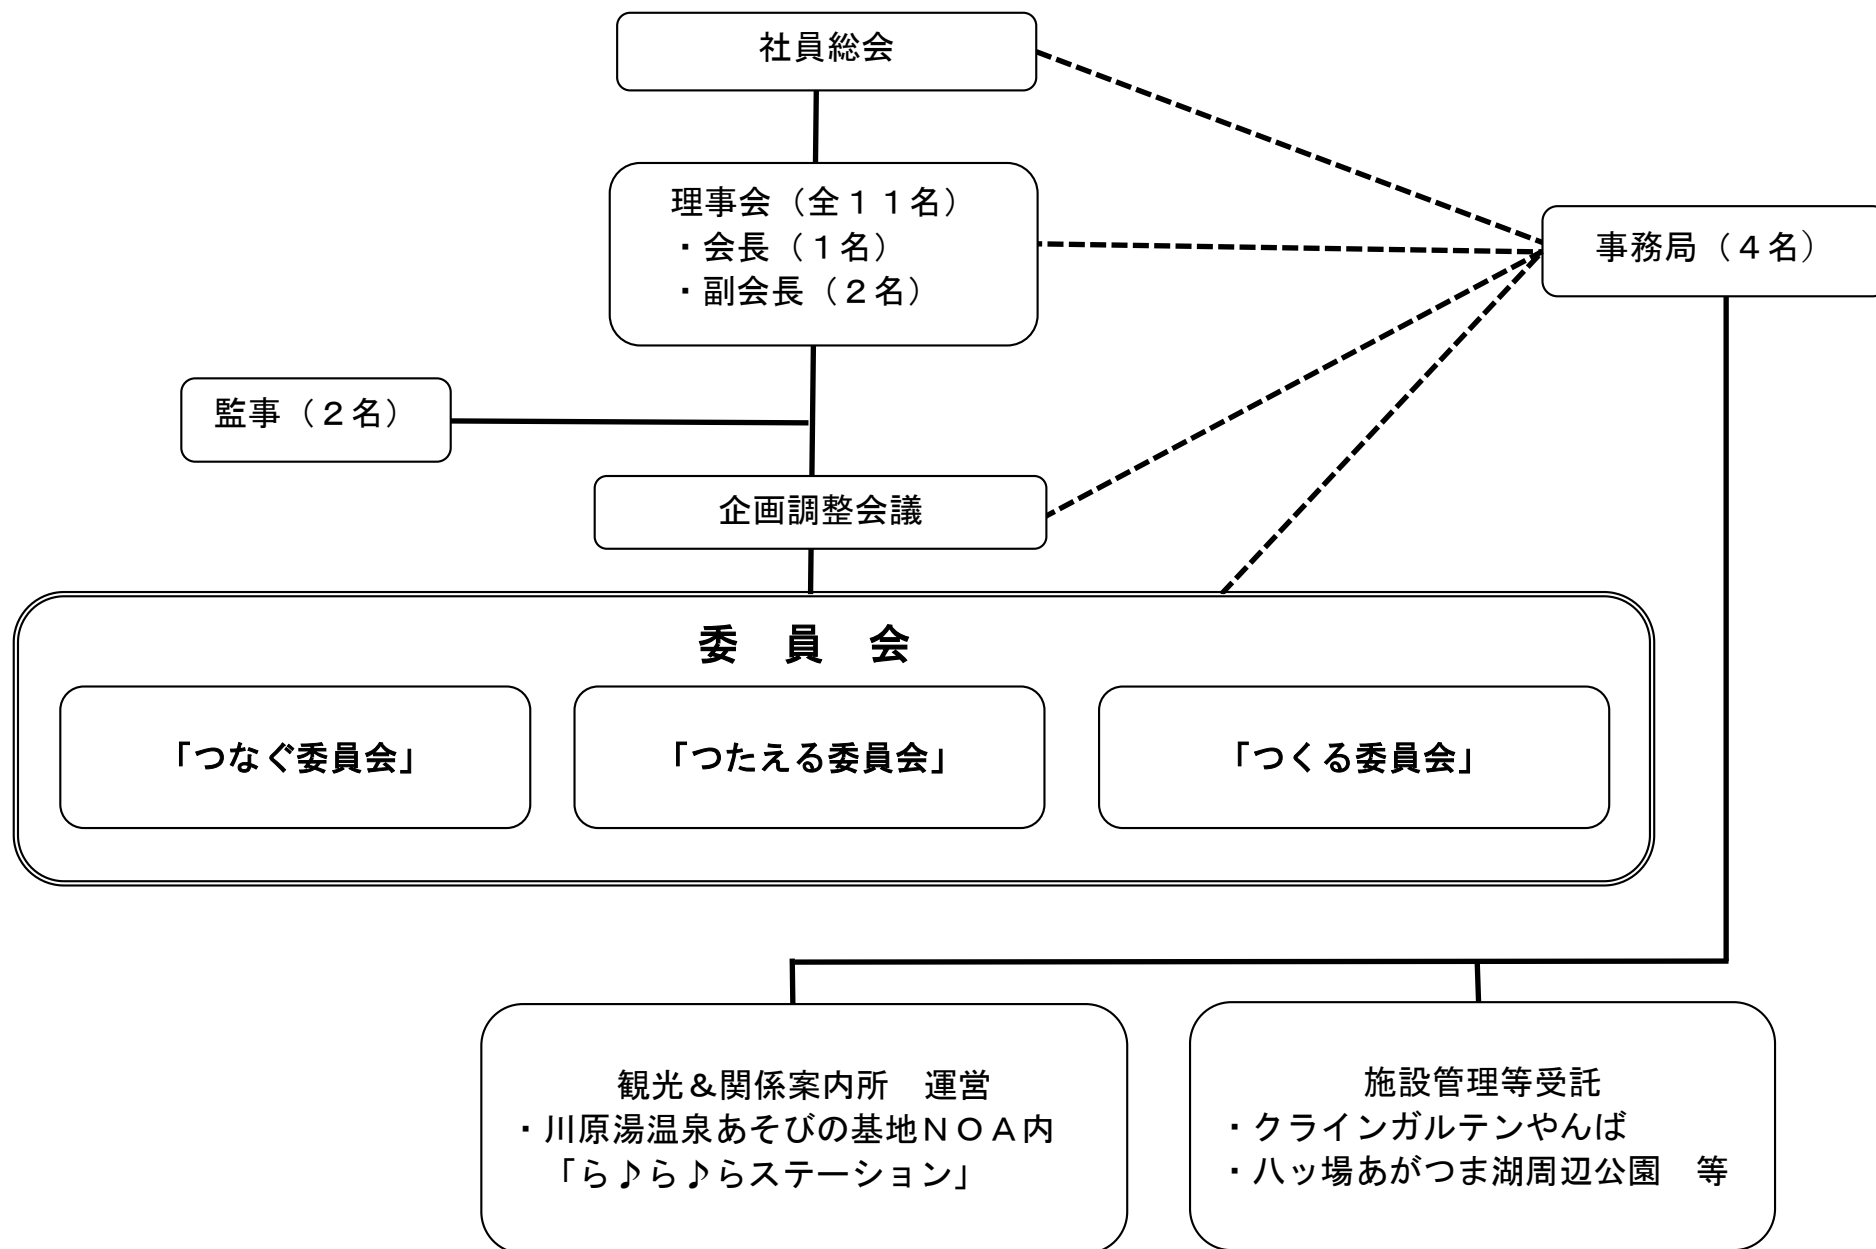 社員総会
理事会（全１１名）
・会長（１名）
・副会長（２名）
事務局（４名）
監事（２名）
企画調整会議
委　員　会
「つなぐ委員会」
「つたえる委員会」
「つくる委員会」
観光＆関係案内所　運営
・川原湯温泉あそびの基地ＮＯＡ内
「ら♪ら♪らステーション」
施設管理等受託
・クラインガルテンやんば
・八ッ場あがつま湖周辺公園　等